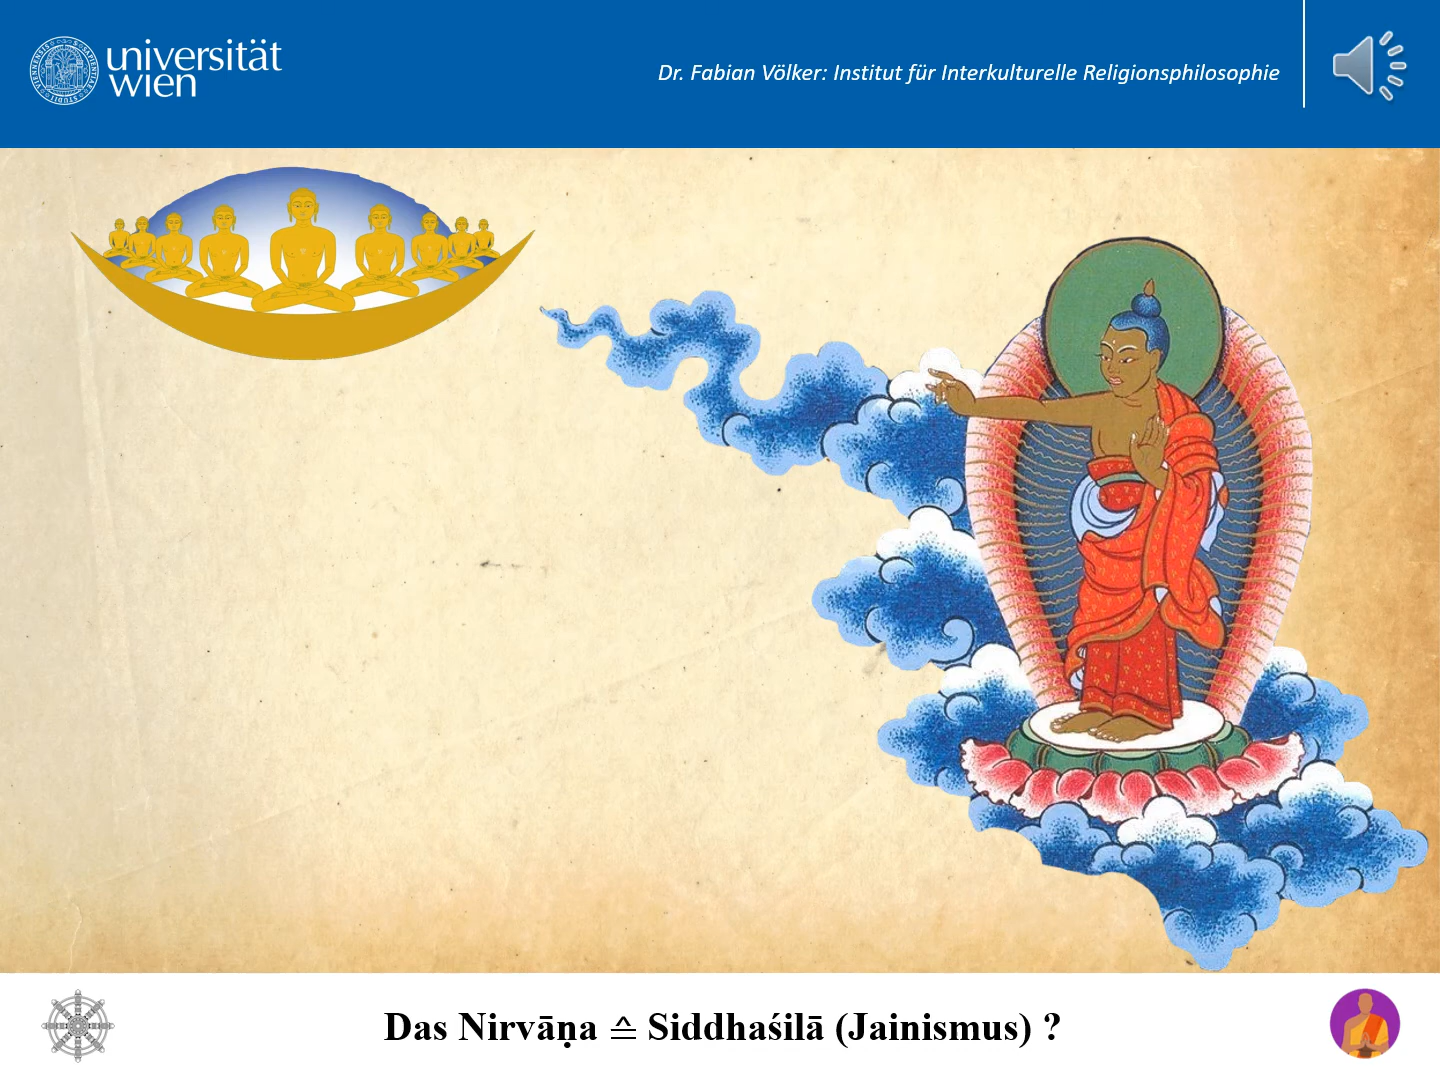 universität
wien
Dr. Fabian Völker: Institut für Interkulturelle Religionsphilosophie
Das Nirvāṇa ≙ Siddhaśilā (Jainismus) ?